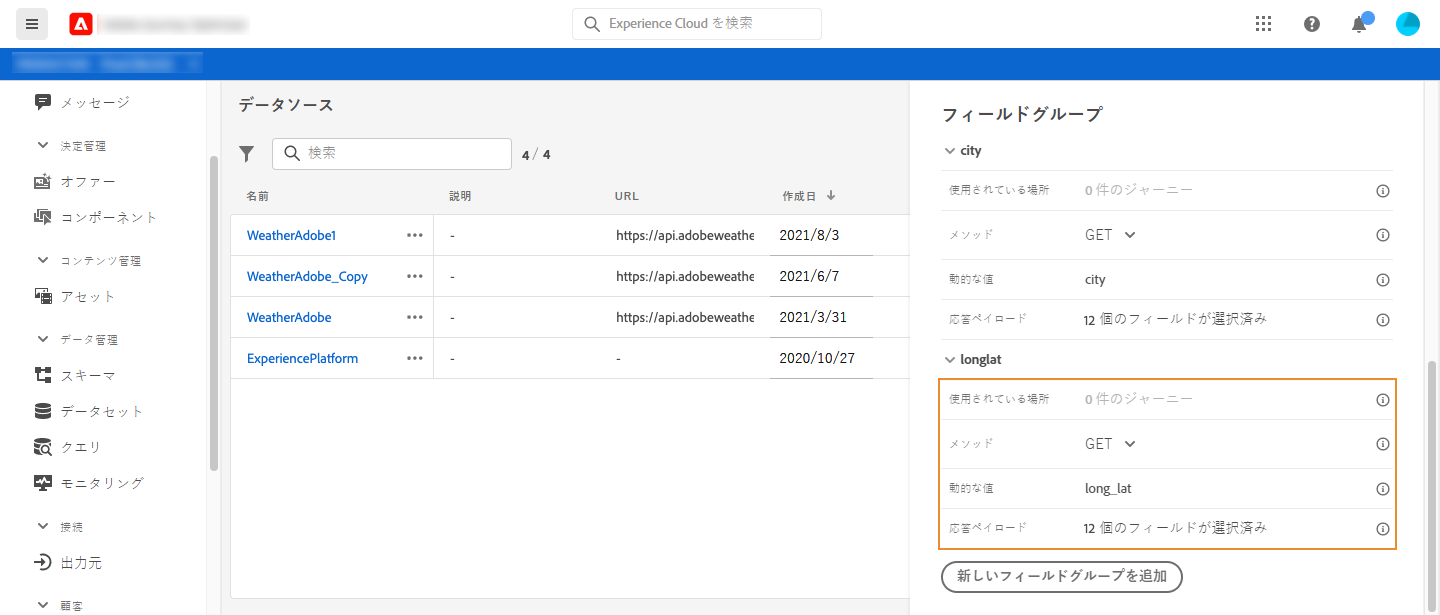 Experience Cloud を検索
メッセージ
決定管理
オファー
コンポーネント
コンテンツ管理
アセット
データ管理
スキーマ
データセット
クエリ
モニタリング
接続
出力元
顧客
データソース
検索
4 / 4
名前 説明 URL 作成日
WeatherAdobe1 - https://api.adobeweathe 2021/8/3
WeatherAdobe_Copy - https://api.adobeweathe 2021/6/7
WeatherAdobe - https://api.adobeweathe 2021/3/31
ExperiencePlatform - - 2020/10/27
フィールドグループ
city
使用されている場所 0 件のジャーニー
メソッド GET
動的な値 city
応答ペイロード 12 個のフィールドが選択済み
longlat
使用されている場所 0 件のジャーニー
メソッド GET
動的な値 long_lat
応答ペイロード 12 個のフィールドが選択済み
新しいフィールドグループを追加